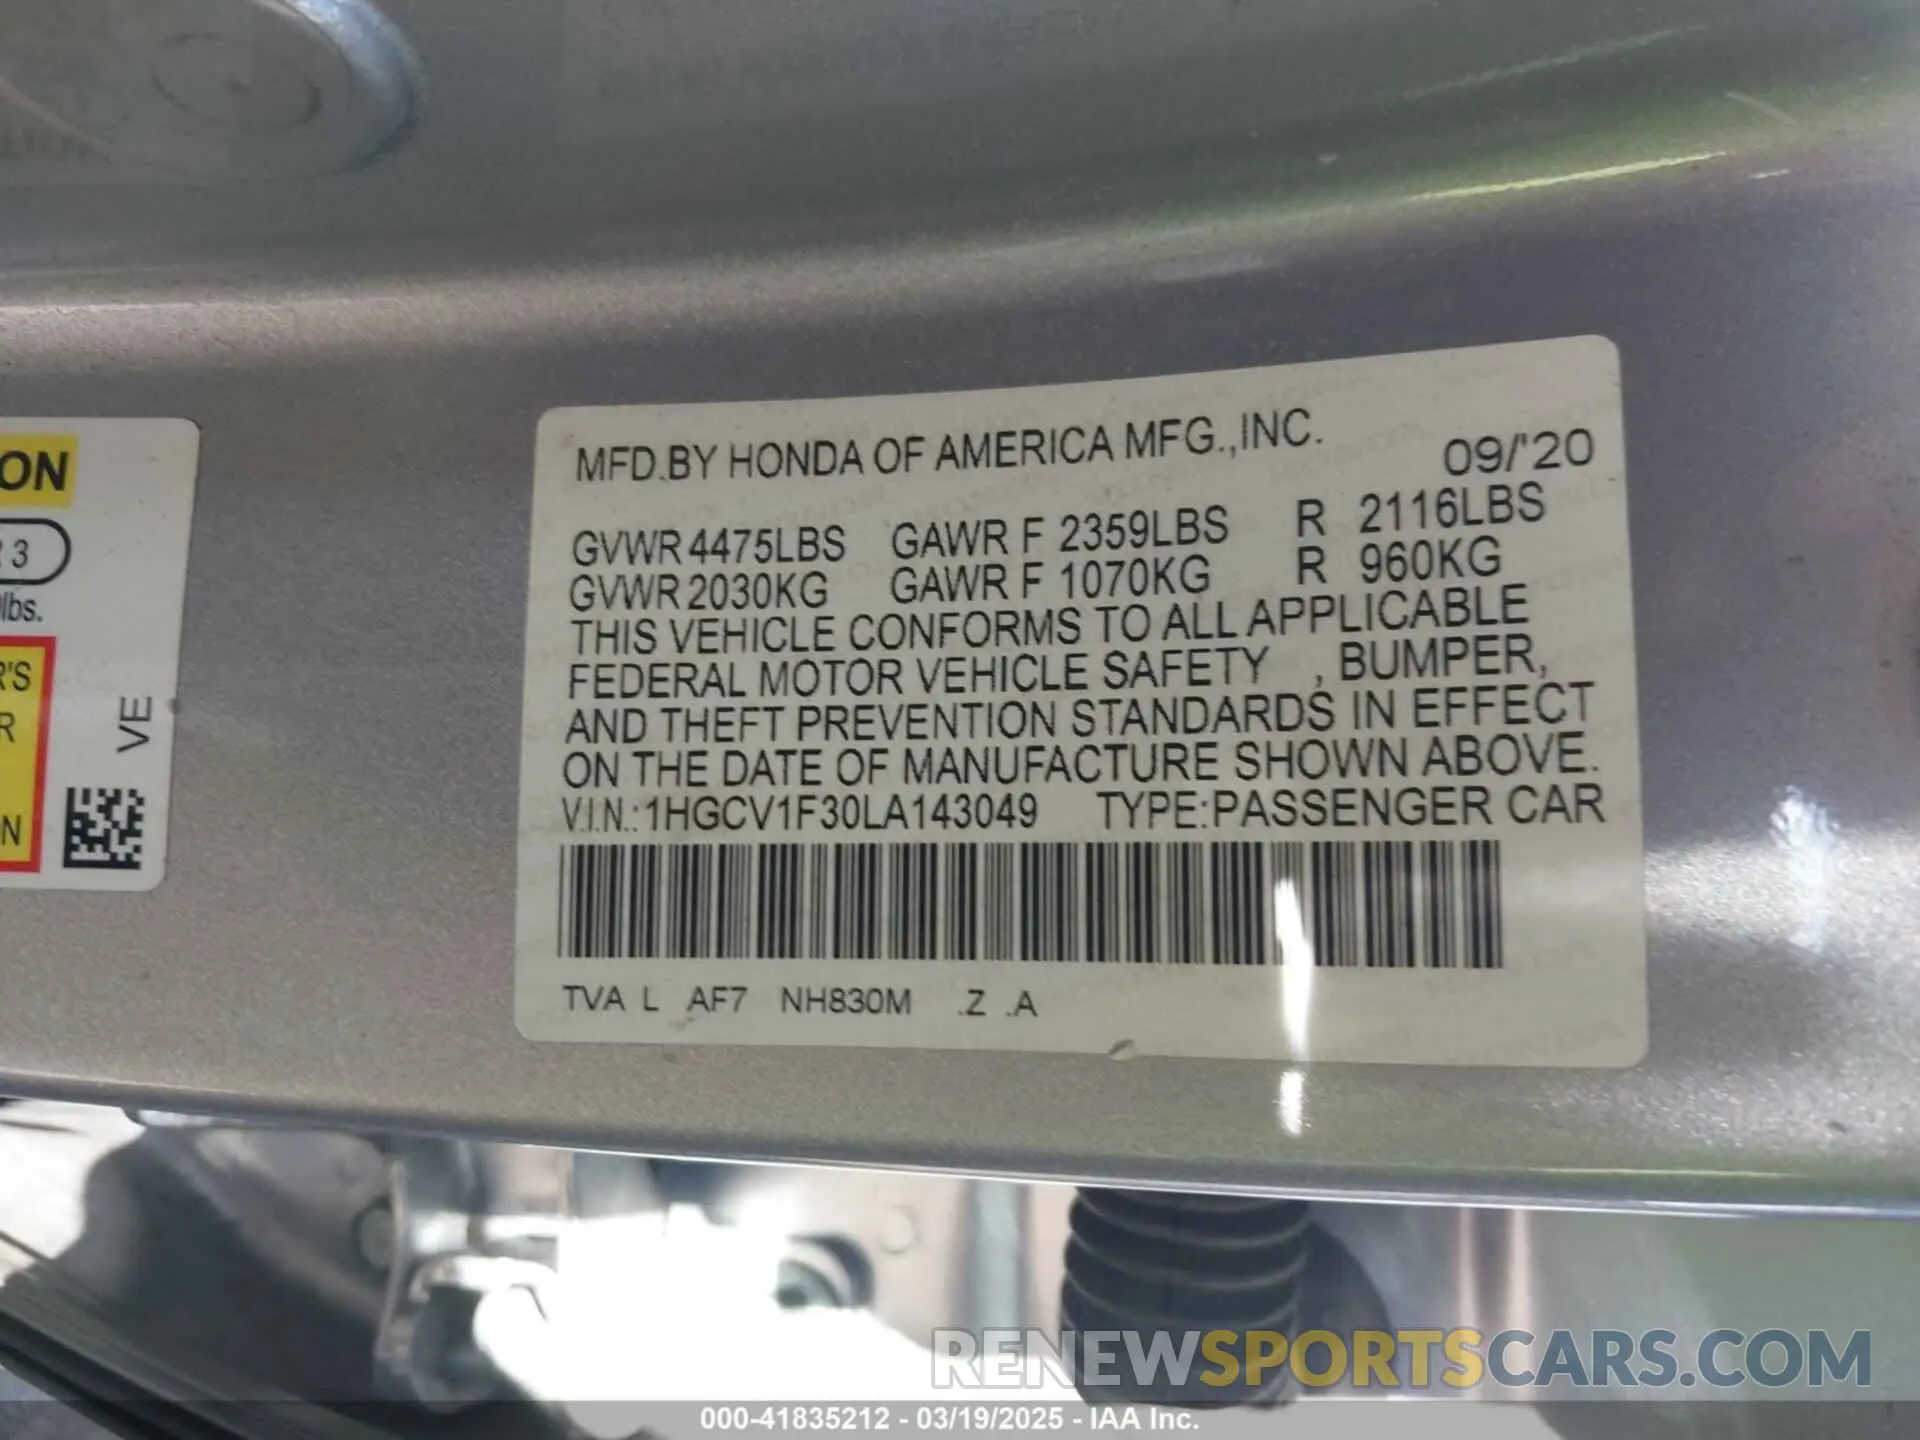 MFD.BY HONDA OF AMERICA MFG.,INC.
09/'20
GVWR 4475LBS GAWR F 2359LBS R 2116LBS
GVWR 2030KG GAWR F 1070KG R 960KG
THIS VEHICLE CONFORMS TO ALL APPLICABLE
FEDERAL MOTOR VEHICLE SAFETY , BUMPER,
AND THEFT PREVENTION STANDARDS IN EFFECT
ON THE DATE OF MANUFACTURE SHOWN ABOVE.
V.I.N.:1HGCV1F30LA143049 TYPE:PASSENGER CAR
TVA L AF7 NH830M .Z .A
ON
3
lbs.
R'S
R
N
VE
RENEWSPORTSCARS.COM
000-41835212 - 03/19/2025 - IAA Inc.